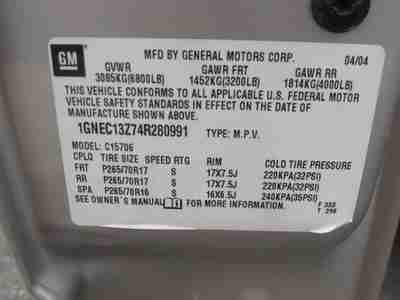 GM
MFD BY GENERAL MOTORS CORP. 04/04
GVWR GAWR FRT GAWR RR
3085KG(6800LB) 1452KG(3200LB) 1814KG(4000LB)
THIS VEHICLE CONFORMS TO ALL APPLICABLE U.S. FEDERAL MOTOR
VEHICLE SAFETY STANDARDS IN EFFECT ON THE DATE OF
MANUFACTURE SHOWN ABOVE.
1GNEC13Z74R280991 TYPE: M.P.V.
MODEL: C15706
CPLQ TIRE SIZE SPEED RTG RIM COLD TIRE PRESSURE
FRT P265/70R17 17X7.5J 220KPA(32PSI)
RR P265/70R17 17X7.5J 220KPA(32PSI)
SPA P265/70R16 16X6.5J 240KPA(35PSI)
SEE OWNER'S MANUAL FOR MORE INFORMATION